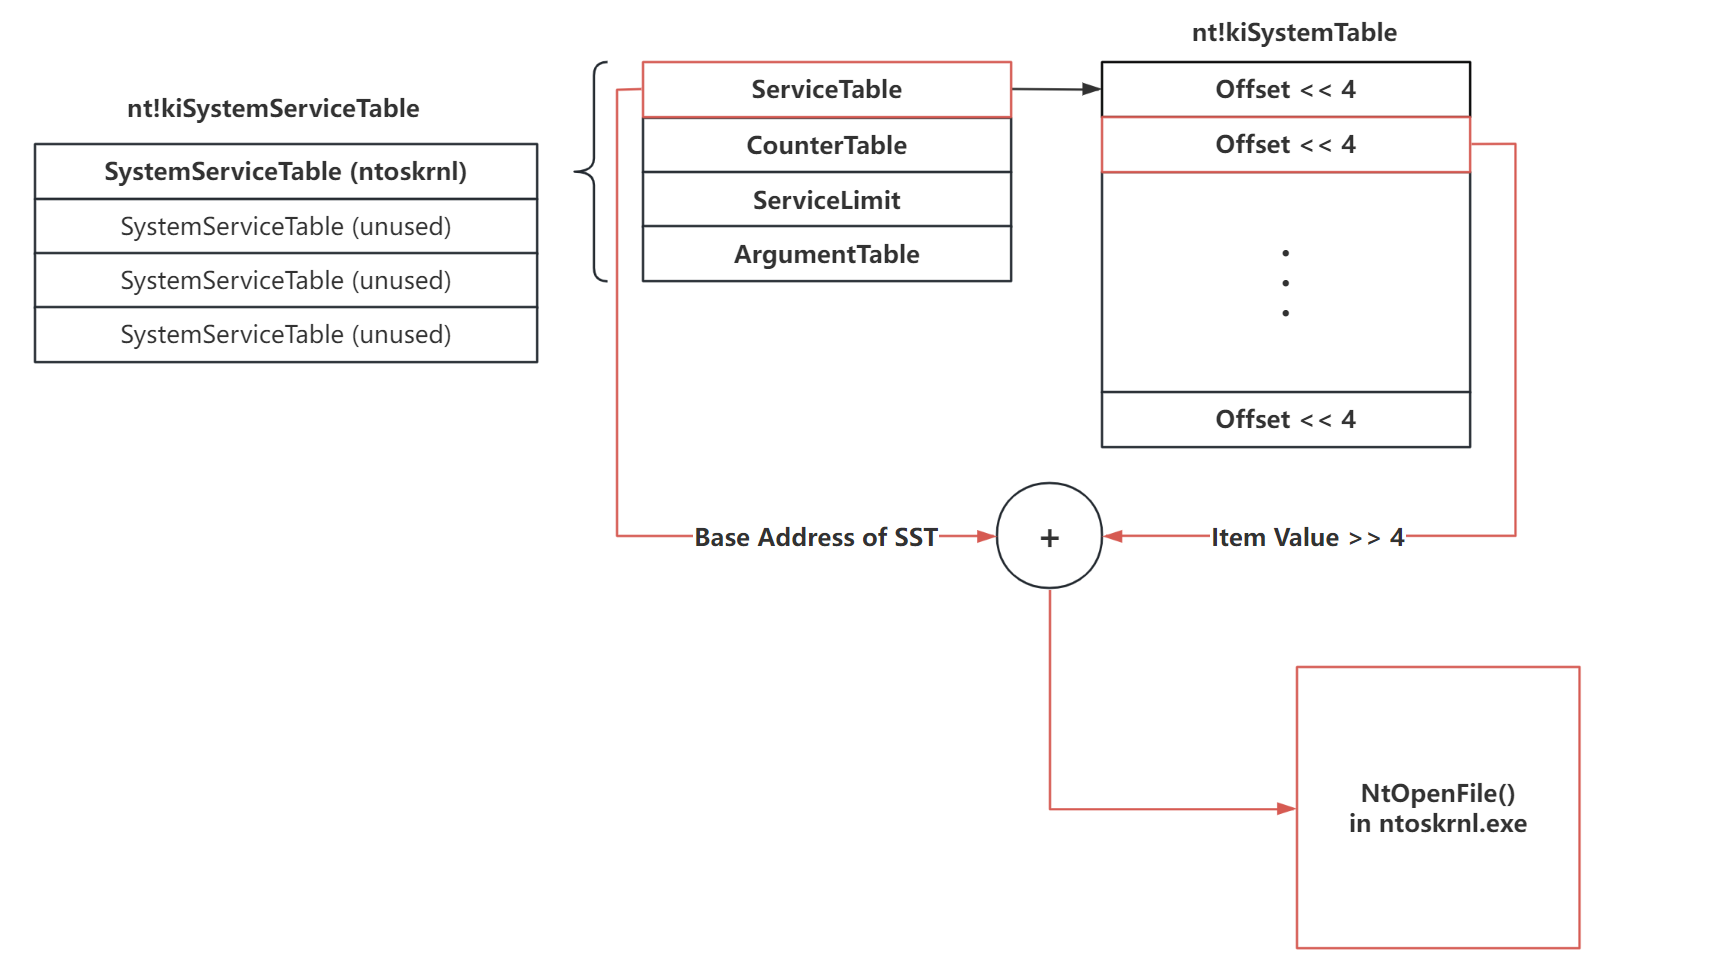 nt!kiSystemServiceTable
SystemServiceTable (ntoskrnl)
SystemServiceTable (unused)
SystemServiceTable (unused)
SystemServiceTable (unused)
ServiceTable
CounterTable
ServiceLimit
ArgumentTable
nt!kiSystemTable
Offset << 4
Offset << 4
Offset << 4
Base Address of SST
+
Item Value >> 4
NtOpenFile()
in ntoskrnl.exe